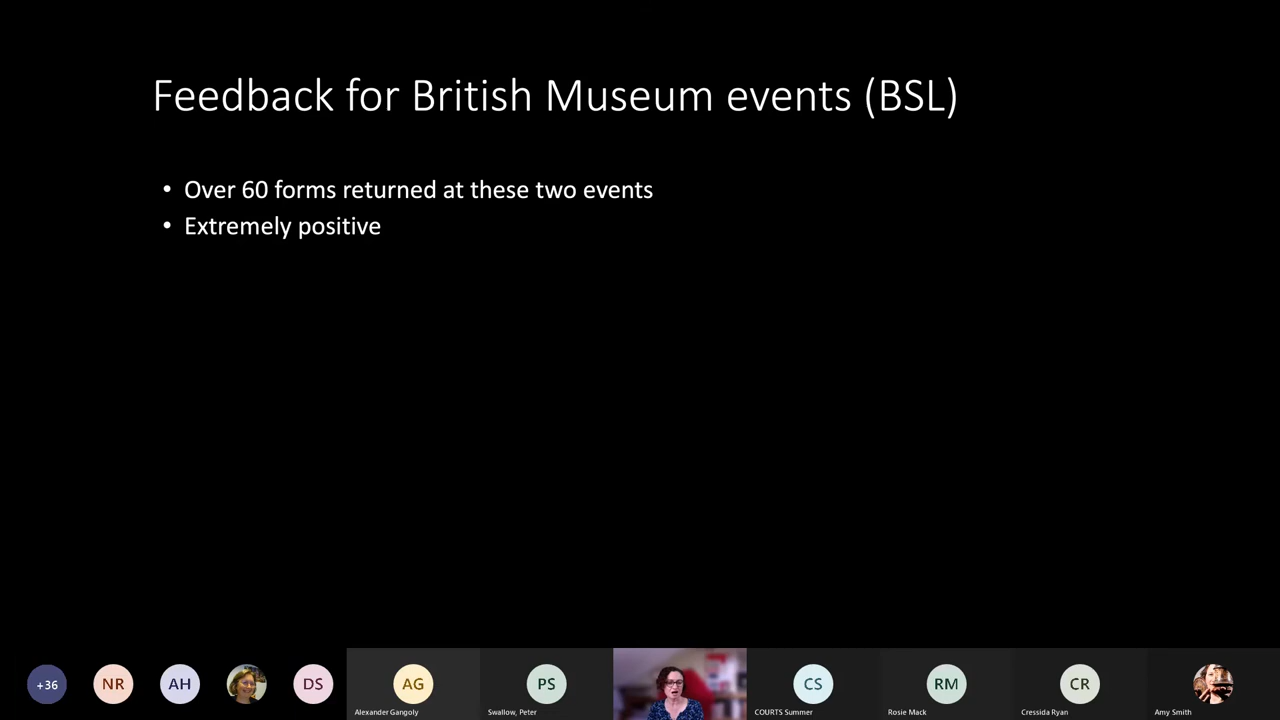 Feedback for British Museum events (BSL)
• Over 60 forms returned at these two events
• Extremely positive
+36
NR
AH
DS
AG
PS
CS
RM
CR
Alexander Gangoly
Swallow, Peter
COURTS Summer
Rosie Mack
Cressida Ryan
Amy Smith